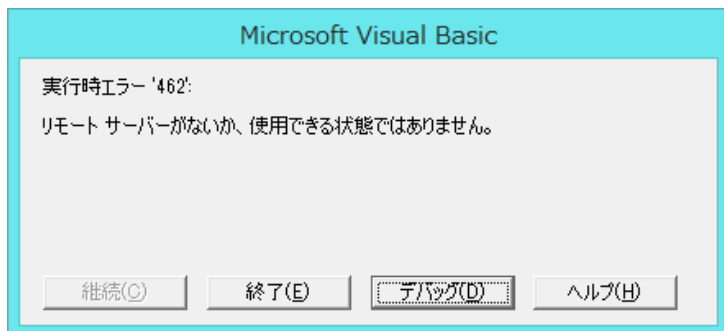 Microsoft Visual Basic
実行時エラー '462':
リモート サーバーがないか、使用できる状態ではありません。
継続(C) 終了(E) デバッグ(D) ヘルプ(H)